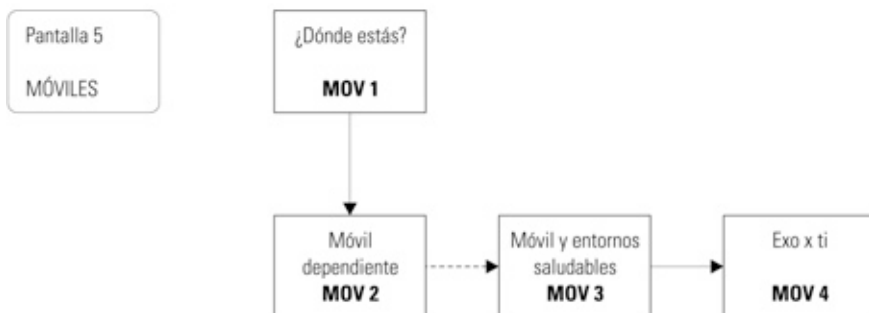 Pantalla 5
MÓVILES
¿Dónde estás?
MOV 1
Móvil
dependiente
MOV 2
Móvil y entornos
saludables
MOV 3
Exo x ti
MOV 4